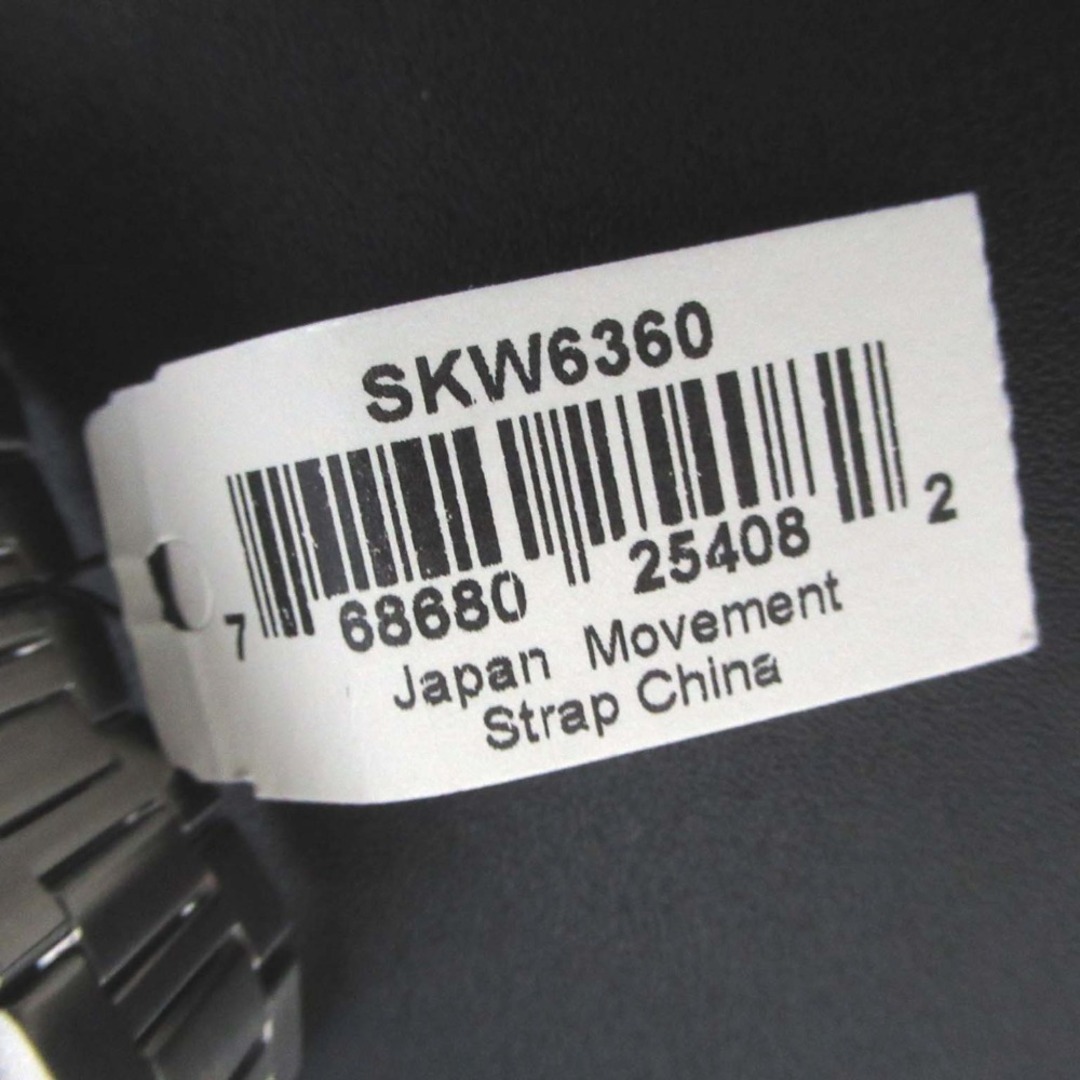 SKW6360
7 68680 25408 2
Japan Movement
Strap China